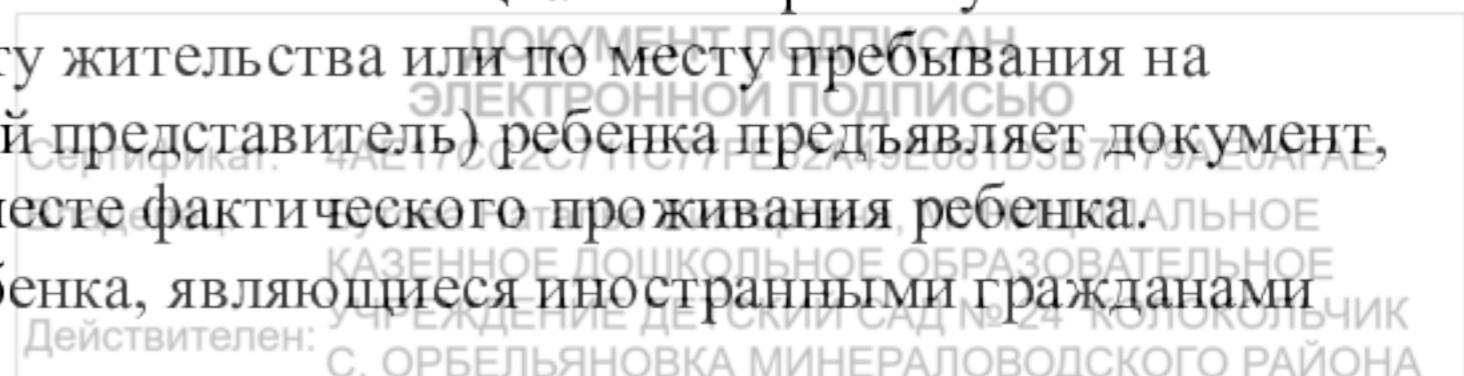 ДОКУМЕНТ ПОДПИСАН
ту жительства или по месту пребывания на
ЭЛЕКТРОННОЙ ПОДПИСЬЮ
й представитель) ребенка предъявляет документ,
Сертификат:
есте фактического проживания ребенка.
КАЗЕННОЕ ДОШКОЛЬНОЕ ОБРАЗОВАТЕЛЬНОЕ
бенка, являющиеся иностранными гражданами
УЧРЕЖДЕНИЕ ДЕТСКИЙ САД № 24 КОЛОКОЛЬЧИК
Действителен:
С. ОРБЕЛЬЯНОВКА МИНЕРАЛОВОДСКОГО РАЙОНА